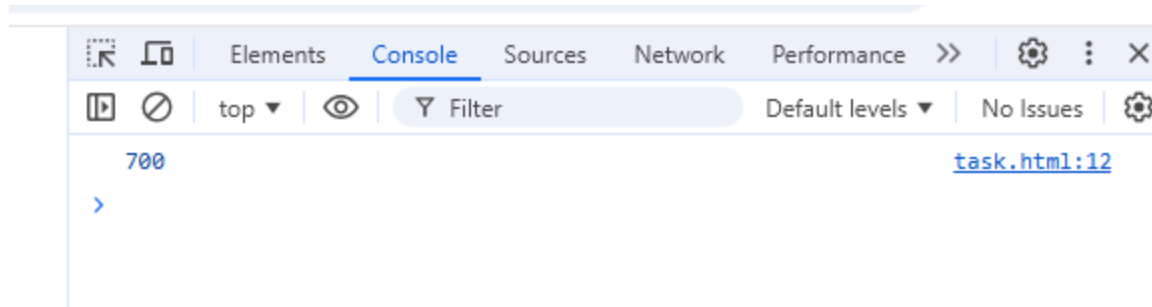 Elements Console Sources Network Performance
top Filter Default levels No Issues
700 task.html:12